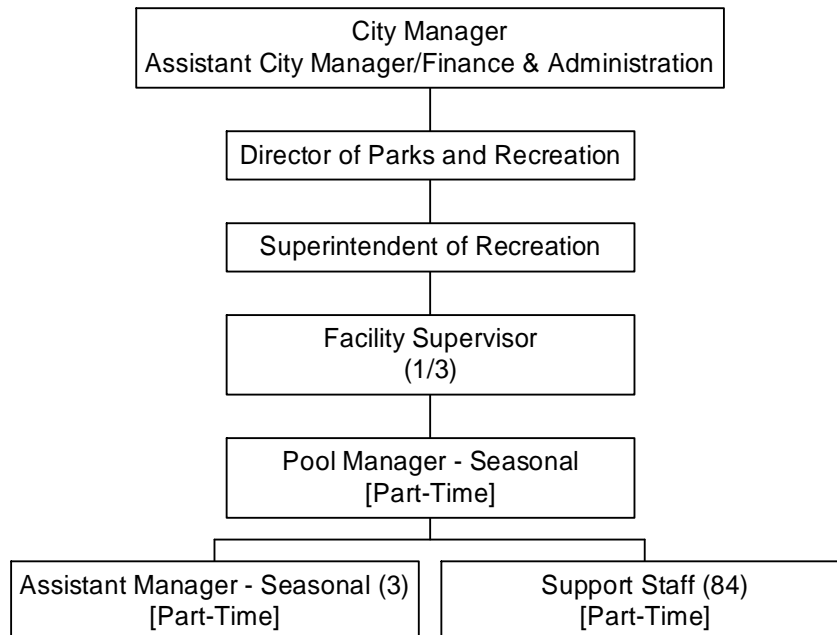 City Manager
Assistant City Manager/Finance & Administration
Director of Parks and Recreation
Superintendent of Recreation
Facility Supervisor
(1/3)
Pool Manager - Seasonal
[Part-Time]
Assistant Manager - Seasonal (3)
[Part-Time]
Support Staff (84)
[Part-Time]